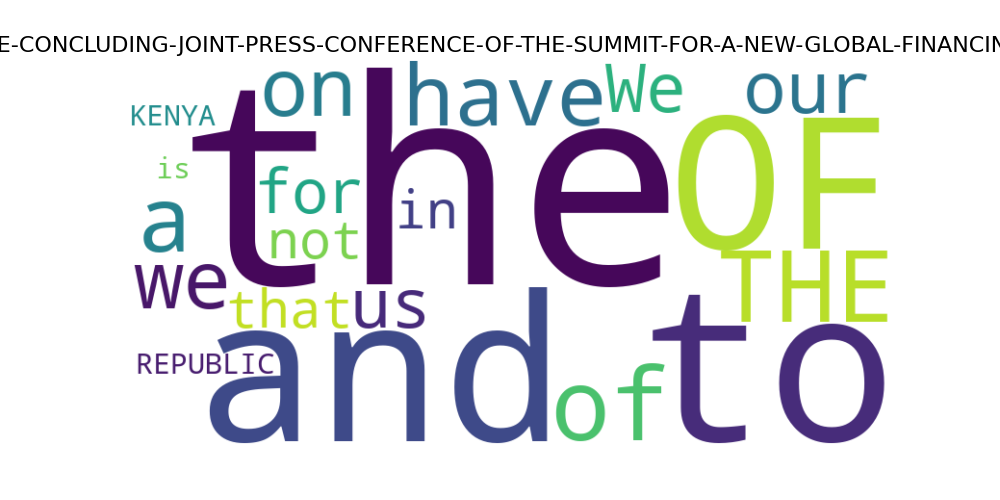 E-CONCLUDING-JOINT-PRESS-CONFERENCE-OF-THE-SUMMIT-FOR-A-NEW-GLOBAL-FINANCIN
on have We our
KENYA
the OF
is
for
a in
not
we THE
that us
and to
REPUBLIC
of